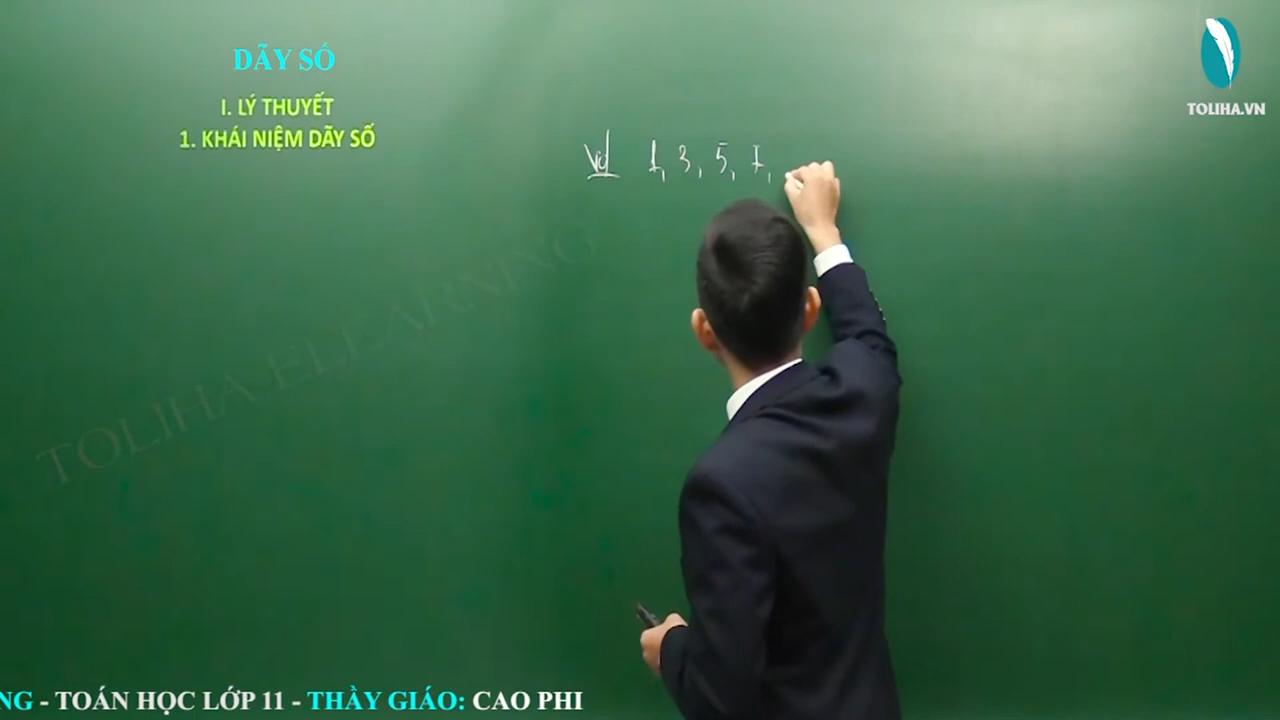 DÃY SỐ
I. LÝ THUYẾT
1. KHÁI NIỆM DÃY SỐ
Vd 1, 3, 5, 7,
TOLIHA.VN
TOLIHA ELEARNING
NG - TOÁN HỌC LỚP 11 - THẦY GIÁO: CAO PHI